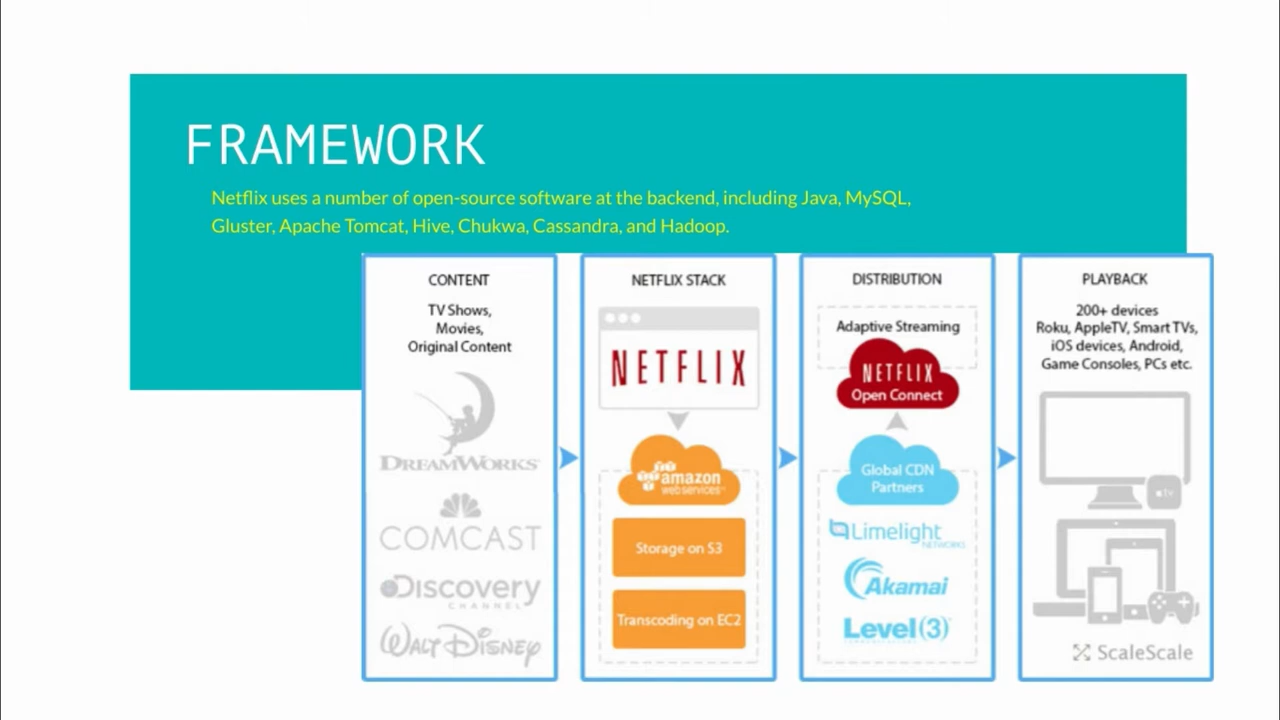 FRAMEWORK
Netflix uses a number of open-source software at the backend, including Java, MySQL,
Gluster, Apache Tomcat, Hive, Chukwa, Cassandra, and Hadoop.
CONTENT
TV Shows,
Movies,
Original Content
DREAMWORKS
COMCAST
Discovery
CHANNEL
WALT DISNEY
NETFLIX STACK
NETFLIX
amazon
web services
Storage on S3
Transcoding on EC2
DISTRIBUTION
Adaptive Streaming
NETFLIX
Open Connect
Global CDN
Partners
Limelight
NETWORKS
Akamai
Level(3)
PLAYBACK
200+ devices
Roku, AppleTV, Smart TVs,
iOS devices, Android,
Game Consoles, PCs etc.
tv
ScaleScale